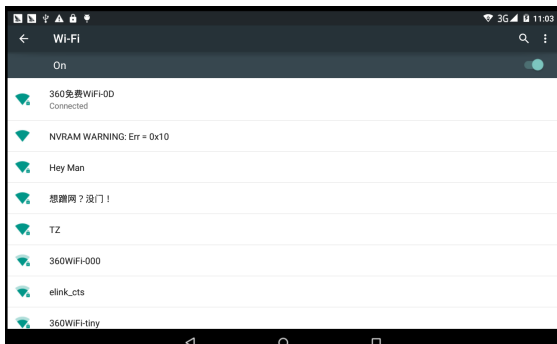 3G 11:03
Wi-Fi
On
360免费WiFi-0D
Connected
NVRAM WARNING: Err = 0x10
Hey Man
想蹭网？没门！
TZ
360WiFi-000
elink_cts
360WiFi-tiny